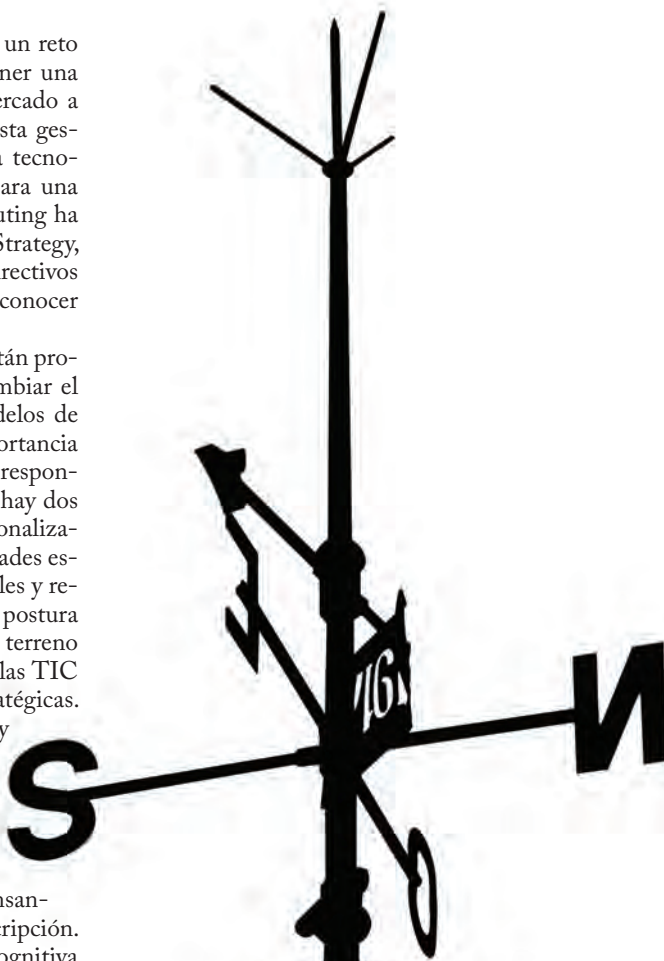 un reto
ner una
ercado a
sta ges-
a tecno-
ara una
uting ha
Strategy,
rectivos
conocer
tán pro-
mbiar el
delos de
ortancia
respon-
hay dos
onaliza-
ades es-
les y re-
postura
terreno
las TIC
atégicas.
y
nsan-
ripción.
ognitiva
S
N
O